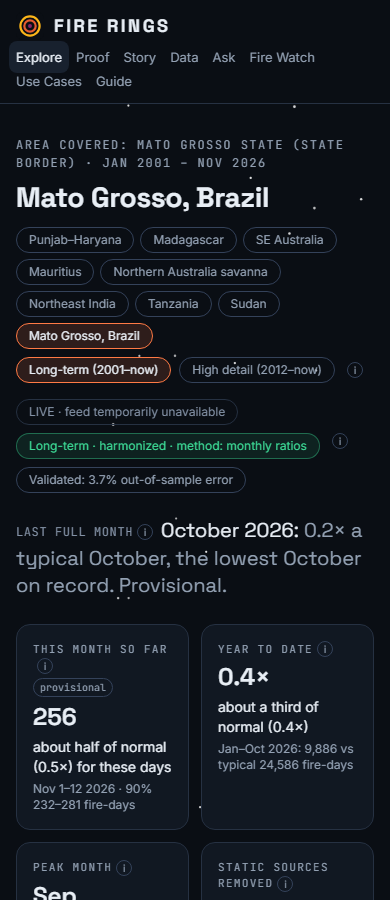 FIRE RINGS
Explore Proof Story Data Ask Fire Watch
Use Cases Guide
AREA COVERED: MATO GROSSO STATE (STATE
BORDER) · JAN 2001 – NOV 2026
Mato Grosso, Brazil
Punjab–Haryana Madagascar SE Australia
Mauritius Northern Australia savanna
Northeast India Tanzania Sudan
Mato Grosso, Brazil
Long-term (2001–now) High detail (2012–now) i
LIVE · feed temporarily unavailable
Long-term · harmonized · method: monthly ratios i
Validated: 3.7% out-of-sample error
LAST FULL MONTH i October 2026: 0.2× a
typical October, the lowest October
on record. Provisional.
THIS MONTH SO FAR
i
provisional
256
about half of normal
(0.5×) for these days
Nov 1–12 2026 · 90%
232–281 fire-days
YEAR TO DATE i
0.4×
about a third of
normal (0.4×)
Jan–Oct 2026: 9,886 vs
typical 24,586 fire-days
PEAK MONTH i
Sep
STATIC SOURCES
REMOVED i